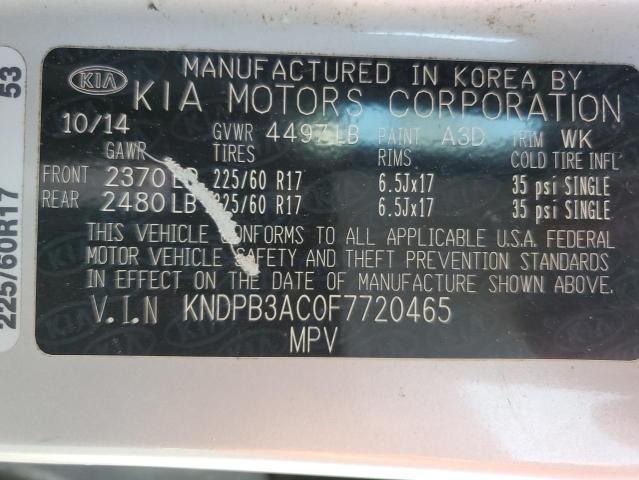 KIA MANUFACTURED IN KOREA BY
KIA MOTORS CORPORATION
10/14 GVWR 4497LB PAINT A3D TRIM WK
GAWR TIRES RIMS COLD TIRE INFL
FRONT 2370 LB 225/60 R17 6.5Jx17 35 psi SINGLE
REAR 2480 LB 225/60 R17 6.5Jx17 35 psi SINGLE
THIS VEHICLE CONFORMS TO ALL APPLICABLE U.S.A. FEDERAL
MOTOR VEHICLE SAFETY AND THEFT PREVENTION STANDARDS
IN EFFECT ON THE DATE OF MANUFACTURE SHOWN ABOVE.
V.I.N KNDPB3AC0F7720465
MPV
225/60R17 53